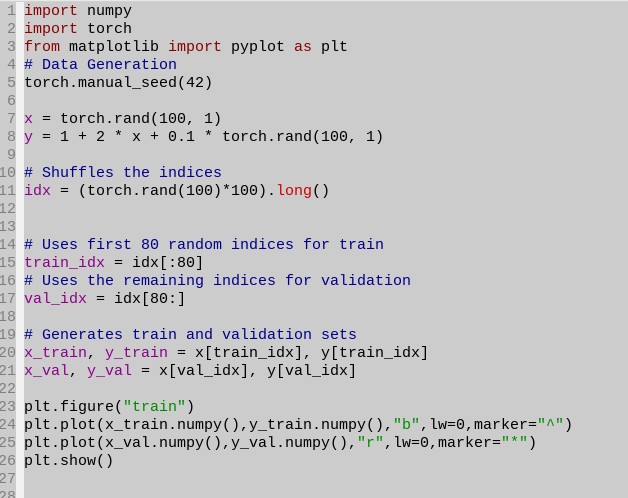 1 import numpy
2 import torch
3 from matplotlib import pyplot as plt
4 # Data Generation
5 torch.manual_seed(42)
6
7 x = torch.rand(100, 1)
8 y = 1 + 2 * x + 0.1 * torch.rand(100, 1)
9
10 # Shuffles the indices
11 idx = (torch.rand(100)*100).long()
12
13
14 # Uses first 80 random indices for train
15 train_idx = idx[:80]
16 # Uses the remaining indices for validation
17 val_idx = idx[80:]
18
19 # Generates train and validation sets
20 x_train, y_train = x[train_idx], y[train_idx]
21 x_val, y_val = x[val_idx], y[val_idx]
22
23 plt.figure("train")
24 plt.plot(x_train.numpy(),y_train.numpy(),"b",lw=0,marker="^")
25 plt.plot(x_val.numpy(),y_val.numpy(),"r",lw=0,marker="*")
26 plt.show()
27
28